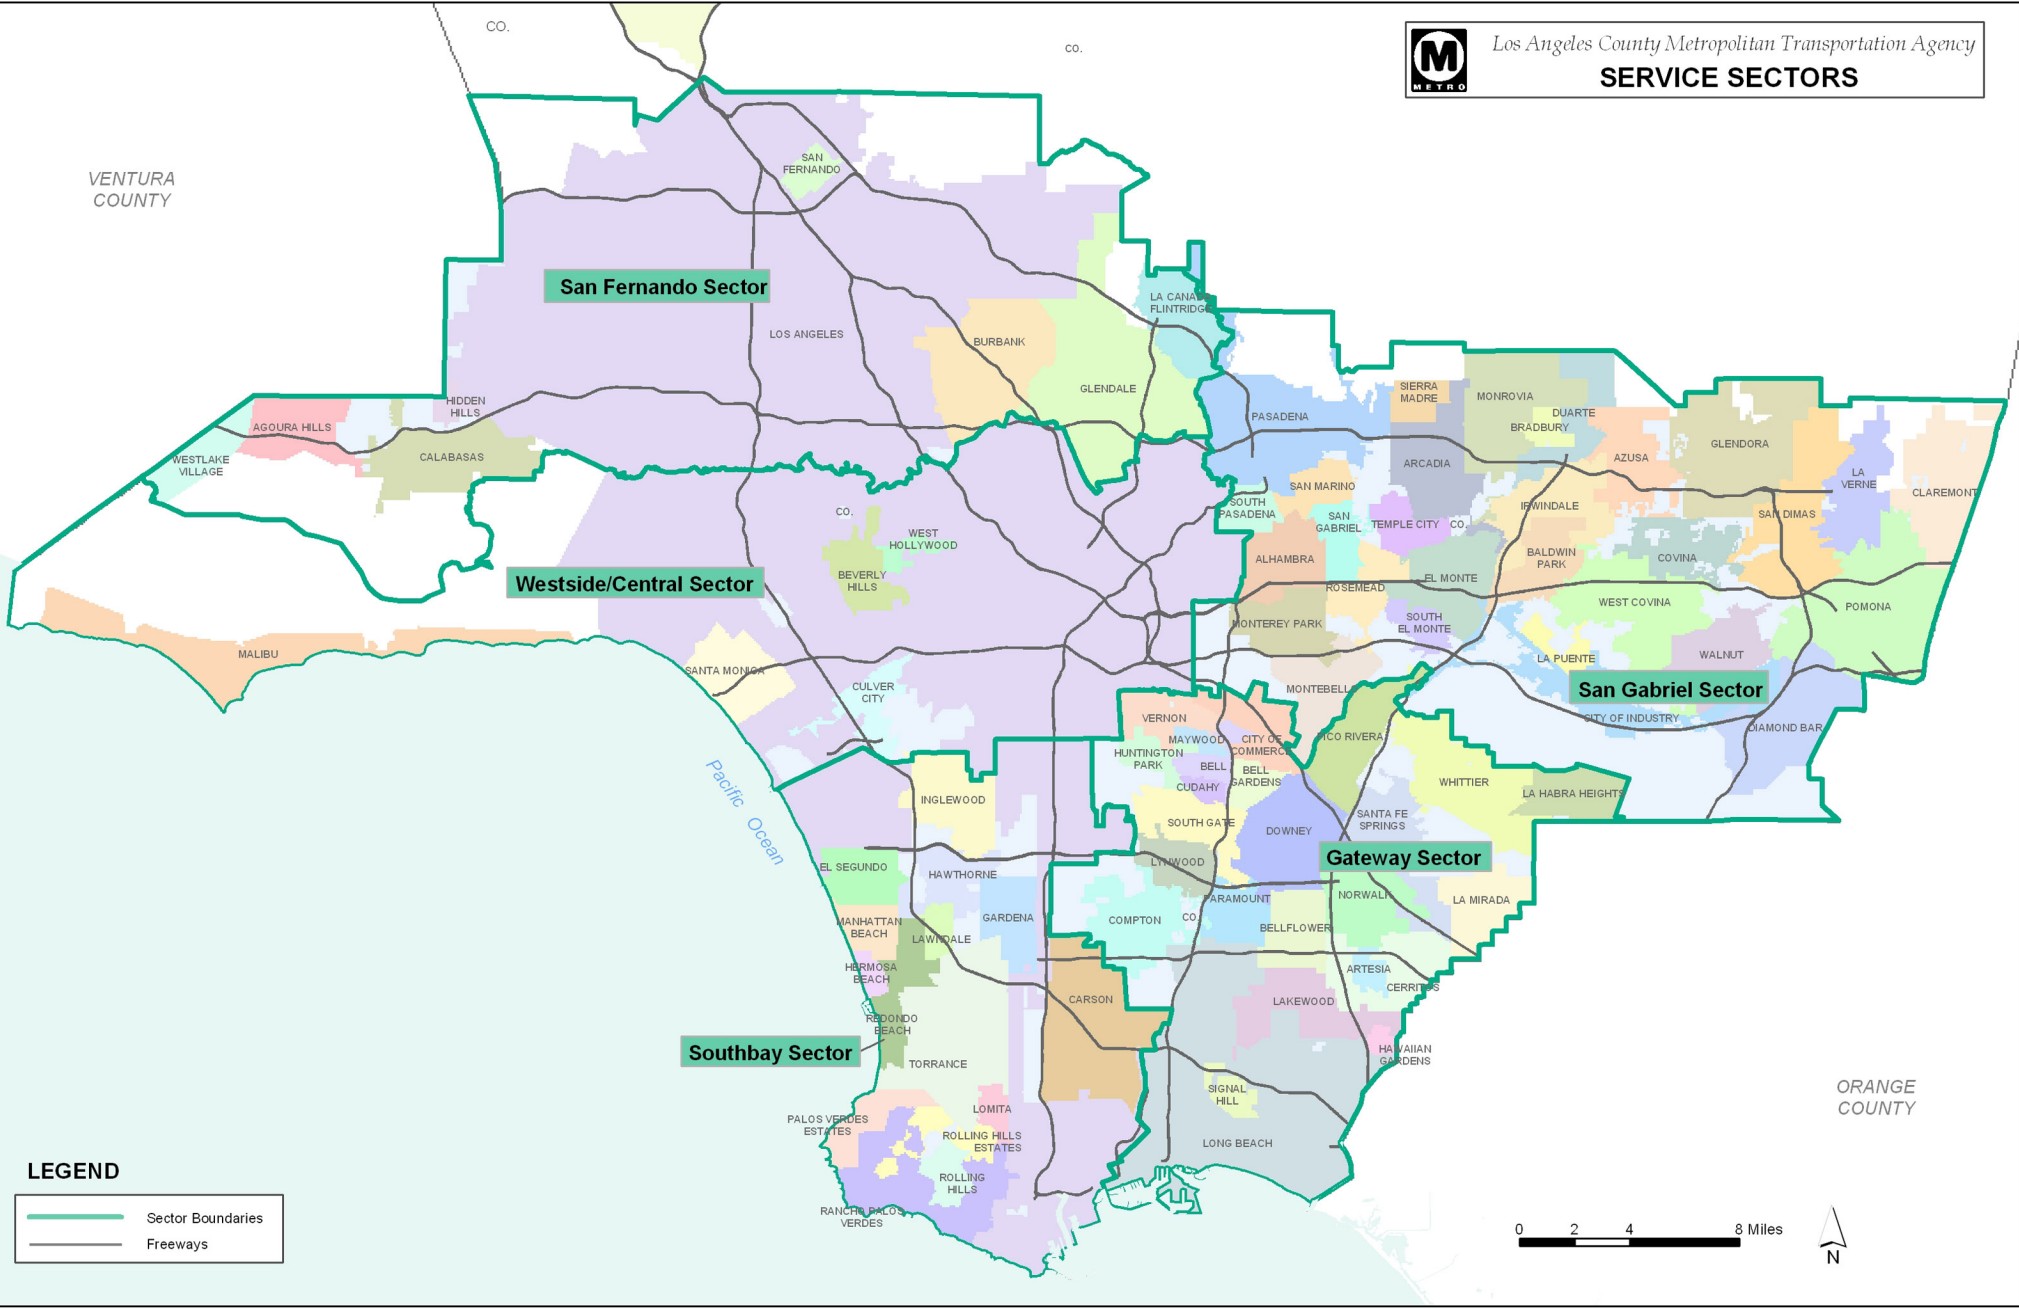 CO.
CO.
M
METRO
Los Angeles County Metropolitan Transportation Agency
SERVICE SECTORS
VENTURA
COUNTY
SAN
FERNANDO
San Fernando Sector
LOS ANGELES
BURBANK
LA CANADA
FLINTRIDGE
GLENDALE
HIDDEN
HILLS
AGOURA HILLS
WESTLAKE
VILLAGE
CALABASAS
PASADENA
SIERRA
MADRE
MONROVIA
DUARTE
BRADBURY
ARCADIA
AZUSA
GLENDORA
LA
VERNE
CLAREMONT
SAN MARINO
SOUTH
PASADENA
SAN
GABRIEL
TEMPLE CITY
CO.
IRWINDALE
SAN DIMAS
CO.
WEST
HOLLYWOOD
BEVERLY
HILLS
Westside/Central Sector
ALHAMBRA
BALDWIN
PARK
COVINA
EL MONTE
ROSEMEAD
WEST COVINA
POMONA
MONTEREY PARK
SOUTH
EL MONTE
MALIBU
SANTA MONICA
CULVER
CITY
LA PUENTE
WALNUT
San Gabriel Sector
MONTEBELLO
CITY OF INDUSTRY
DIAMOND BAR
VERNON
MAYWOOD
CITY OF
COMMERCE
PICO RIVERA
HUNTINGTON
PARK
BELL
BELL
GARDENS
CUDAHY
WHITTIER
LA HABRA HEIGHTS
Pacific Ocean
INGLEWOOD
SOUTH GATE
DOWNEY
SANTA FE
SPRINGS
Gateway Sector
EL SEGUNDO
HAWTHORNE
LYNWOOD
PARAMOUNT
NORWALK
LA MIRADA
MANHATTAN
BEACH
LAWNDALE
GARDENA
COMPTON
CO.
BELLFLOWER
HERMOSA
BEACH
ARTESIA
CERRITOS
CARSON
LAKEWOOD
REDONDO
BEACH
Southbay Sector
TORRANCE
HAWAIIAN
GARDENS
SIGNAL
HILL
ORANGE
COUNTY
LOMITA
PALOS VERDES
ESTATES
ROLLING HILLS
ESTATES
LONG BEACH
ROLLING
HILLS
RANCHO PALOS
VERDES
LEGEND
Sector Boundaries
Freeways
0 2 4 8 Miles
N